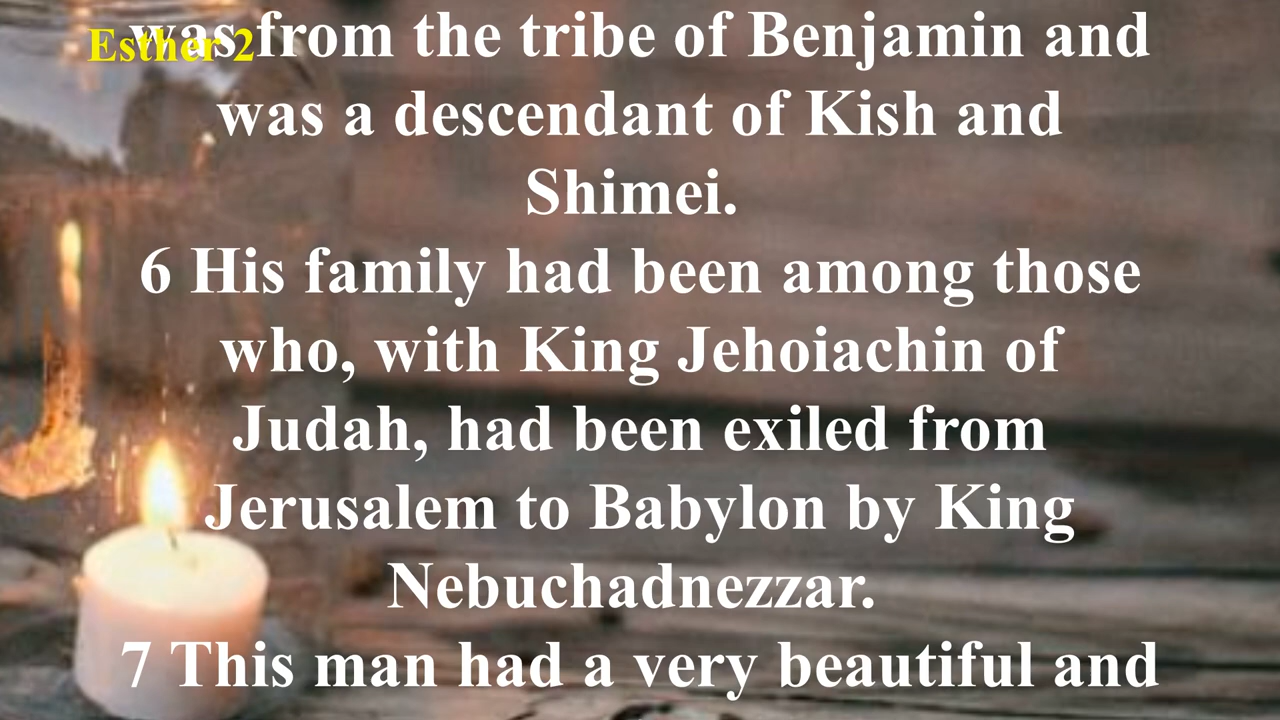 Esther 2
was from the tribe of Benjamin and
was a descendant of Kish and
Shimei.
6 His family had been among those
who, with King Jehoiachin of
Judah, had been exiled from
Jerusalem to Babylon by King
Nebuchadnezzar.
7 This man had a very beautiful and